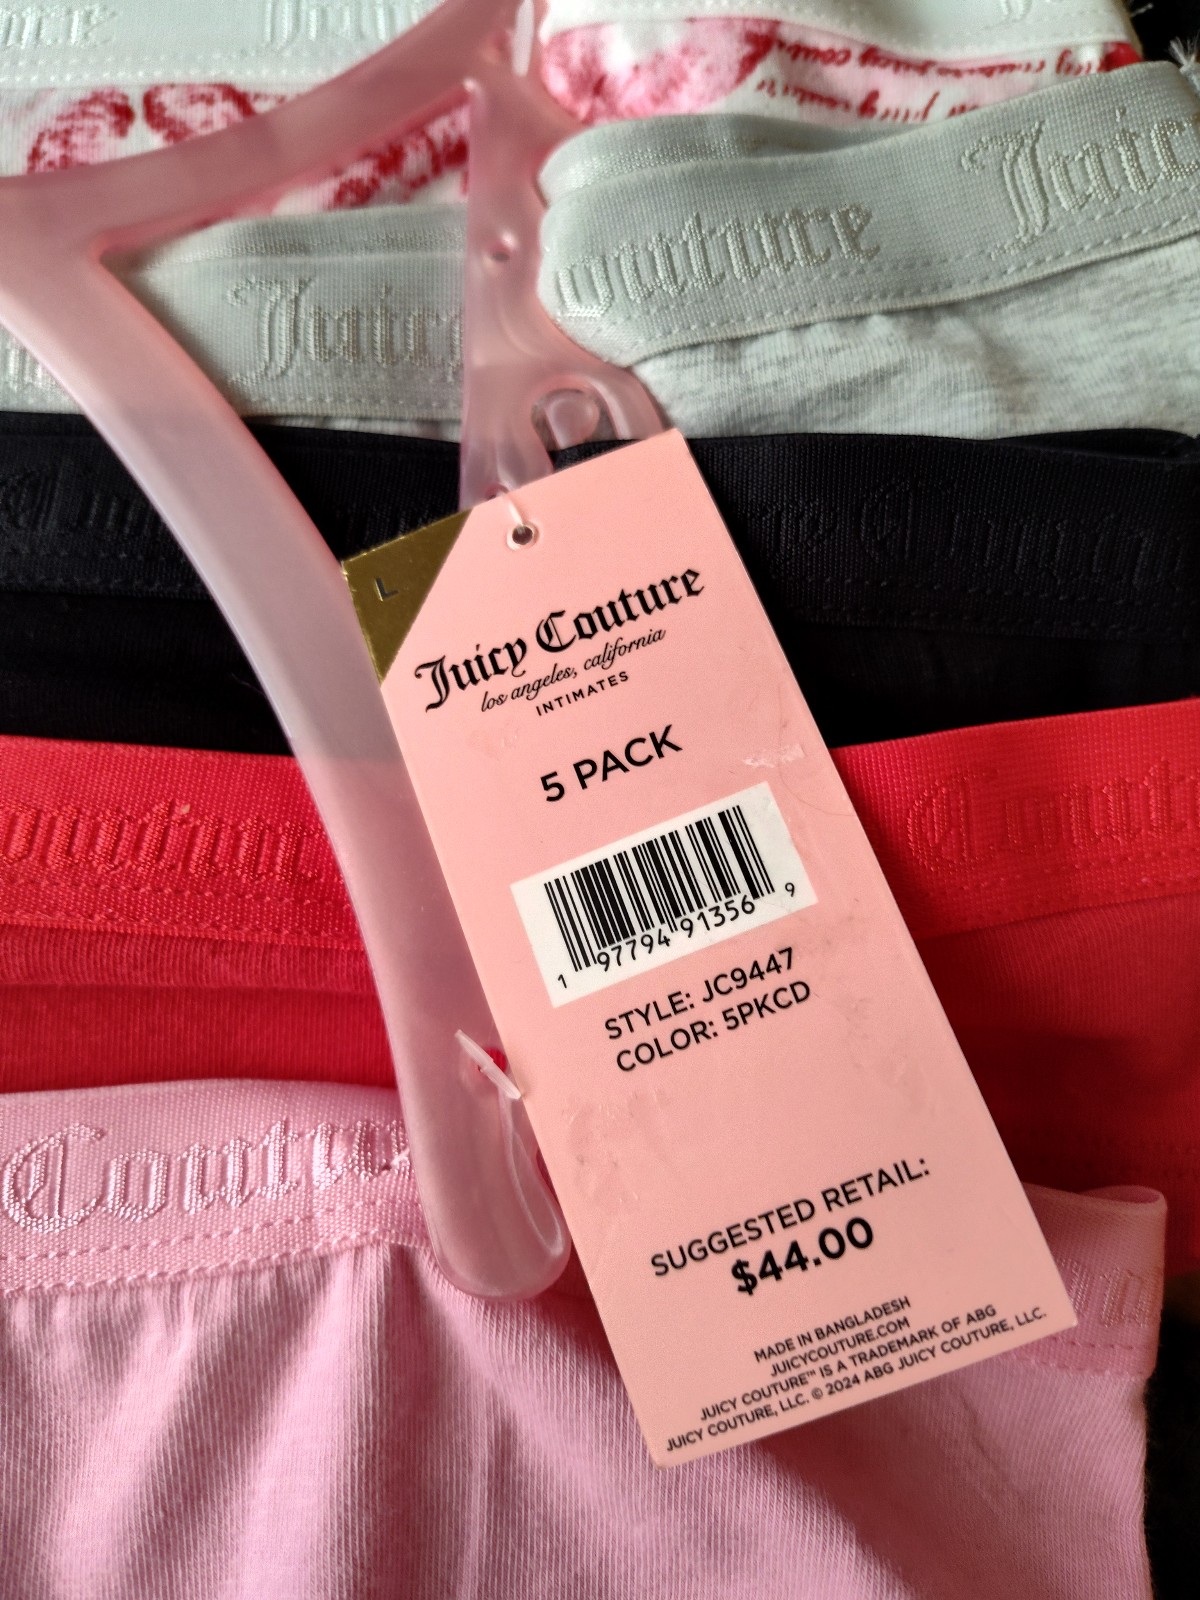 Juicy
Couture
Juicy
L
Juicy Couture
los angeles, california
INTIMATES
5 PACK
1 97794 91356 9
STYLE: JC9447
COLOR: 5PKCD
Couture
SUGGESTED RETAIL:
$44.00
MADE IN BANGLADESH
JUICYCOUTURE.COM
JUICY COUTURE™ IS A TRADEMARK OF ABG
JUICY COUTURE, LLC. © 2024 ABG JUICY COUTURE, LLC.